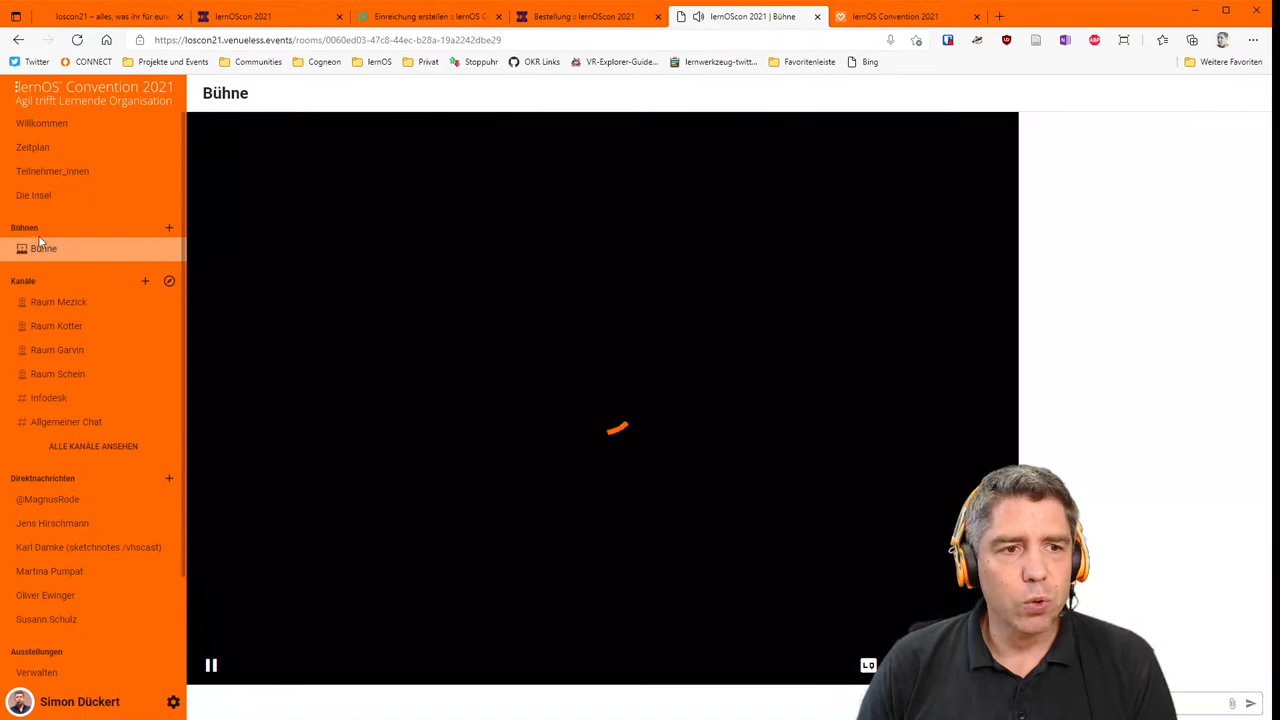 loscon21 – alles, was ihr für eure
lernOScon 2021
Einreichung erstellen :: lernOS C
Bestellung :: lernOScon 2021
lernOScon 2021 | Bühne
lernOS Convention 2021
https://loscon21.venueless.events/rooms/0060ed03-47c8-44ec-b28a-19a2242dbe29
Twitter
CONNECT
Projekte und Events
Communities
Cogneon
lernOS
Privat
Stoppuhr
OKR Links
VR-Explorer-Guide...
lernwerkzeug-twitt...
Favoritenleiste
Bing
Weitere Favoriten
lernOS Convention 2021
Agil trifft Lernende Organisation
Willkommen
Zeitplan
Teilnehmer_innen
Die Insel
Bühnen
Bühne
Kanäle
Raum Mezick
Raum Kotter
Raum Garvin
Raum Schein
Infodesk
Allgemeiner Chat
ALLE KANÄLE ANSEHEN
Direktnachrichten
@MagnusRode
Jens Hirschmann
Karl Damke (sketchnotes /vhscast)
Martina Pumpat
Oliver Ewinger
Susann Schulz
Ausstellungen
Verwalten
Simon Dückert
Bühne
ABP